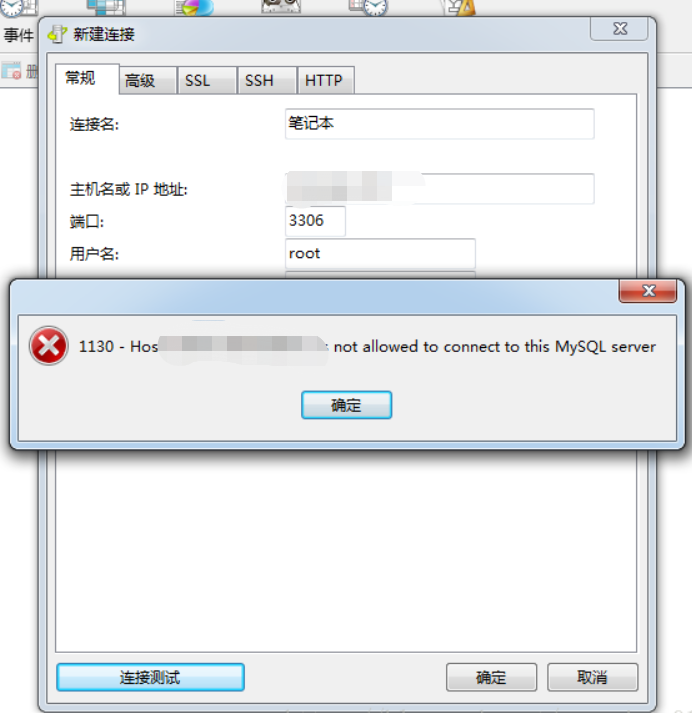 事件
新建连接
删
常规 高级 SSL SSH HTTP
连接名: 笔记本
主机名或 IP 地址:
端口: 3306
用户名: root
1130 - Hos not allowed to connect to this MySQL server
确定
连接测试 确定 取消